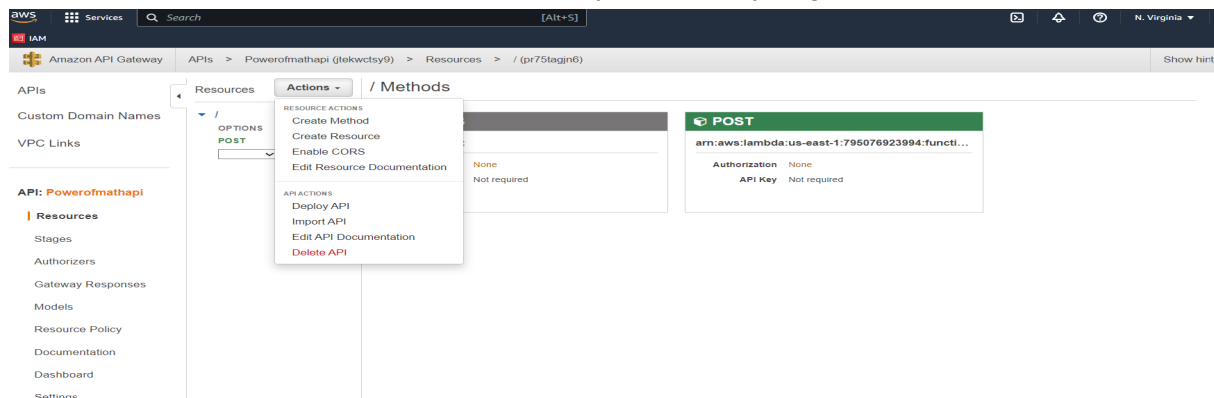 aws Services Search [Alt+S] N. Virginia
IAM
Amazon API Gateway APIs > Powerofmathapi (jtekwctsy9) > Resources > / (pr75tagjn6) Show hint
APIs
Custom Domain Names
VPC Links
API: Powerofmathapi
Resources
Stages
Authorizers
Gateway Responses
Models
Resource Policy
Documentation
Dashboard
Settings
Resources Actions
/
OPTIONS
POST
RESOURCE ACTIONS
Create Method
Create Resource
Enable CORS
Edit Resource Documentation
API ACTIONS
Deploy API
Import API
Edit API Documentation
Delete API
/ Methods
None
Not required
POST
arn:aws:lambda:us-east-1:795076923994:functi...
Authorization None
API Key Not required